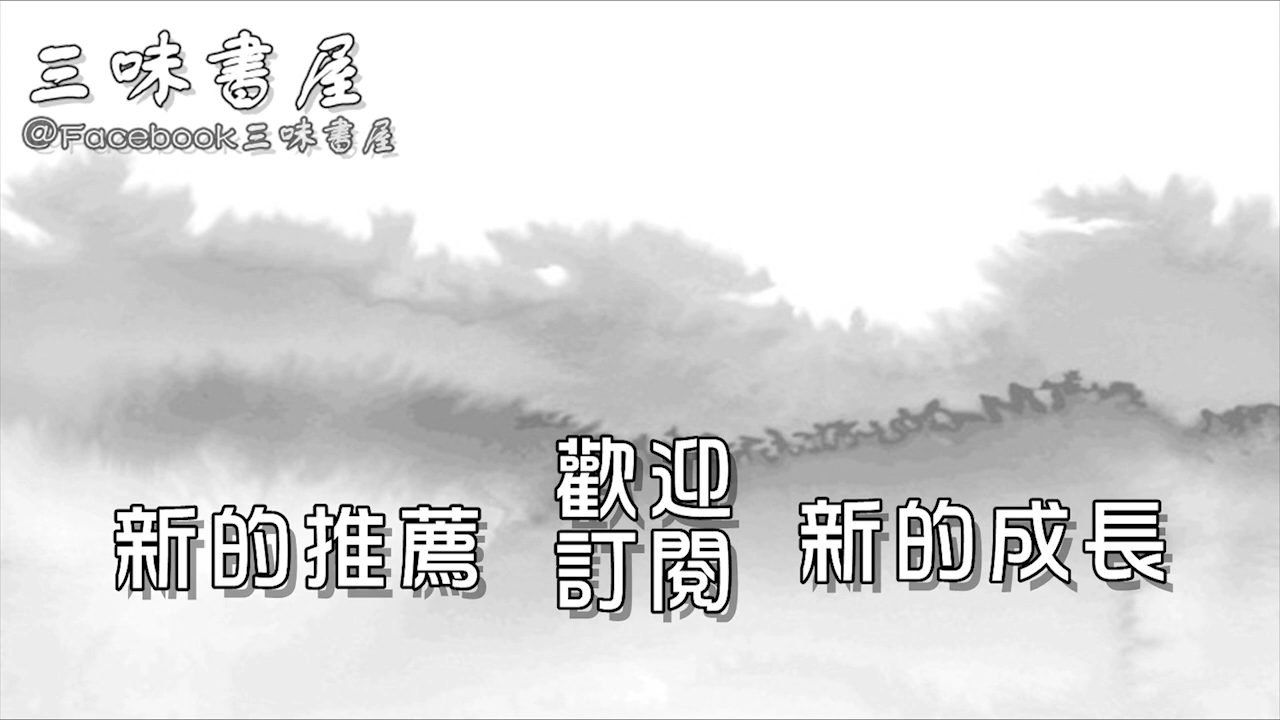 三味書屋
@Facebook三味書屋
新的推薦
歡迎
訂閱
新的成長